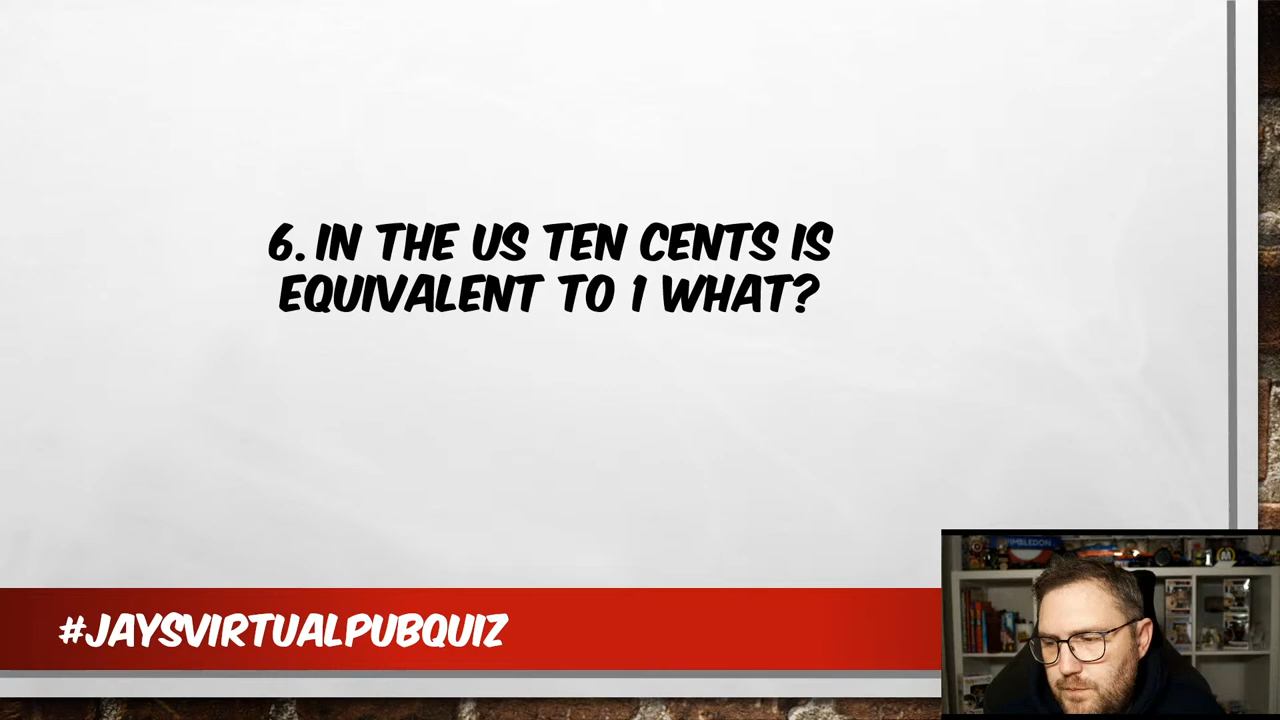 6. IN THE US TEN CENTS IS
EQUIVALENT TO 1 WHAT?
#JAYSVIRTUALPUBQUIZ